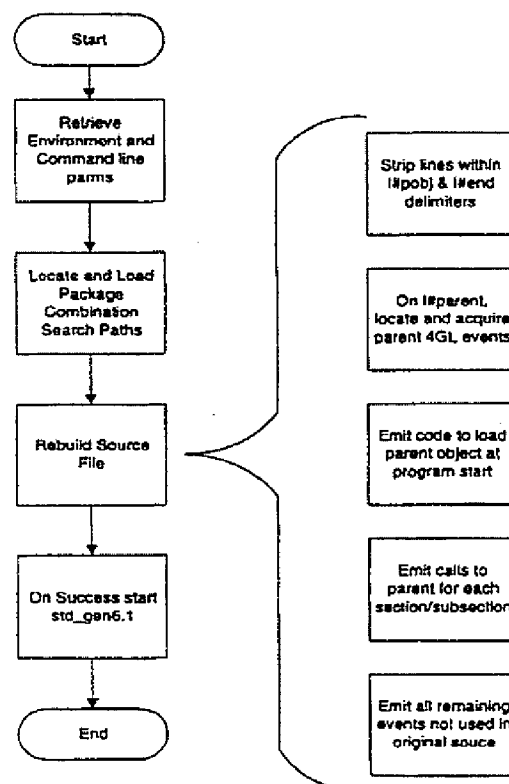 Start
Retrieve
Environment and
Command line
parms
Locate and Load
Package
Combination
Search Paths
Rebuild Source
File
On Success start
std_gen6.1
End
Strip lines within
!#pobj & !#end
delimiters
On !#parent,
locate and acquire
parent 4GL events
Emit code to load
parent object at
program start
Emit calls to
parent for each
section/subsection
Emit all remaining
events not used in
original souce